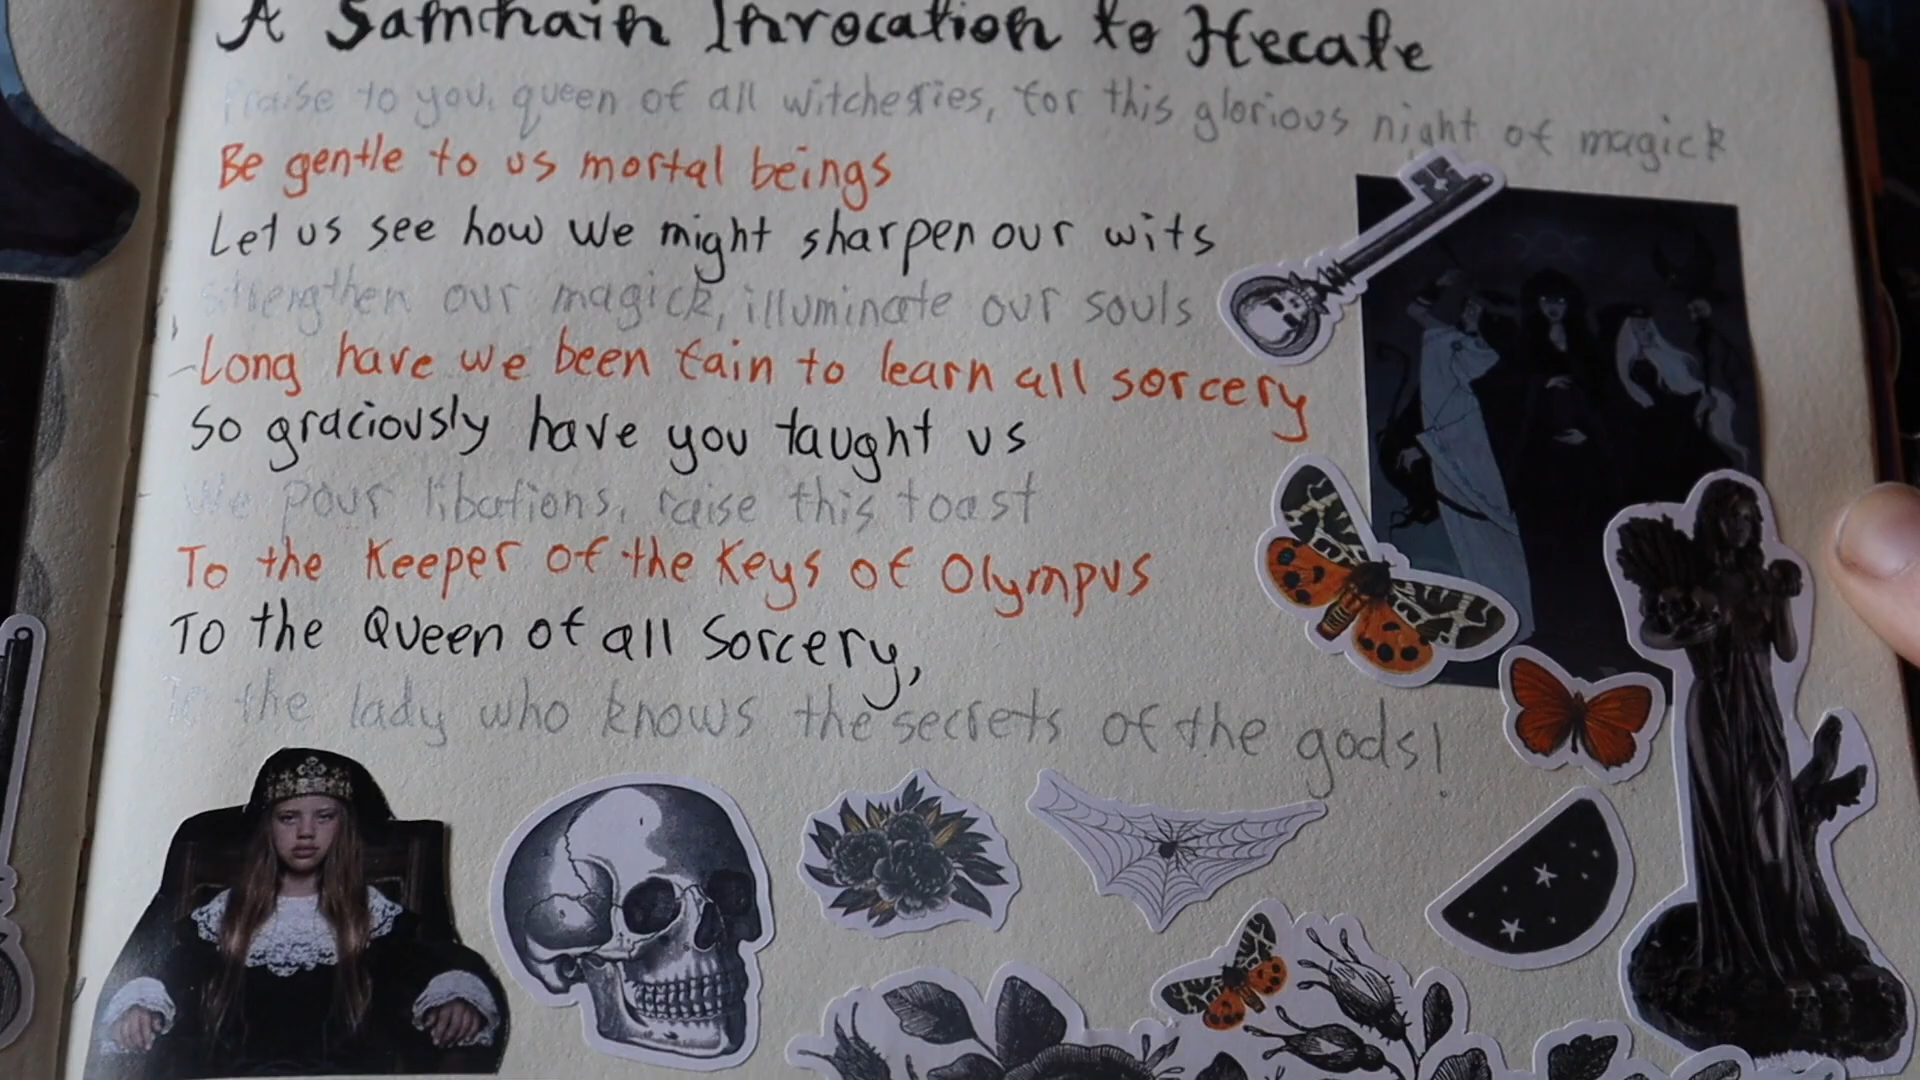 A Samhain Invocation to Hecate
Praise to you, queen of all witcheries, for this glorious night of magick
Be gentle to us mortal beings
Let us see how we might sharpen our wits
Strengthen our magick, illuminate our souls
Long have we been fain to learn all sorcery
So graciously have you taught us
We pour libations, raise this toast
To the Keeper of the Keys of Olympus
To the Queen of all Sorcery,
To the lady who knows the secrets of the gods!